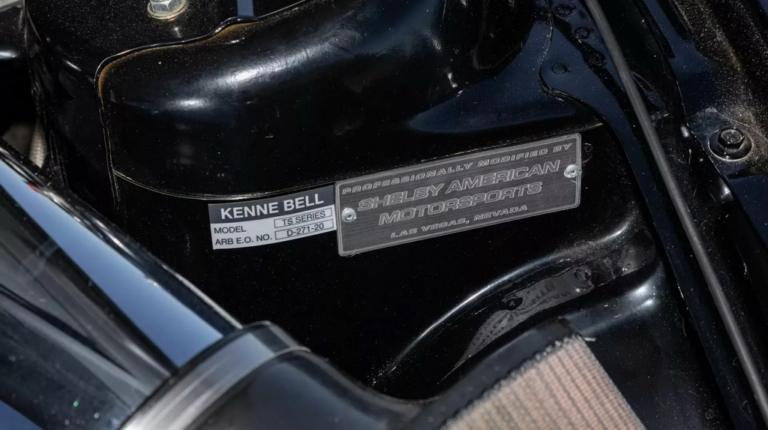 KENNE BELL
MODEL TS SERIES
ARB E.O. NO. D-271-20
PROFESSIONALLY MODIFIED BY
SHELBY AMERICAN
MOTORSPORTS
LAS VEGAS, NEVADA